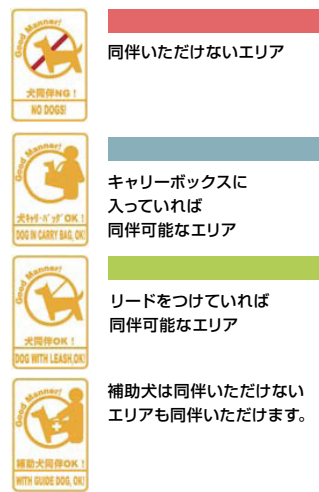 Good Manner!
犬同伴NG!
NO DOGS!
同伴いただけないエリア
Good Manner!
犬キャリーバッグOK!
DOG IN CARRY BAG, OK!
キャリーボックスに
入っていれば
同伴可能なエリア
Good Manner!
犬同伴OK!
DOG WITH LEASH,OK!
リードをつけていれば
同伴可能なエリア
Good Manner!
補助犬同伴OK!
WITH GUIDE DOG, OK!
補助犬は同伴いただけない
エリアも同伴いただけます。